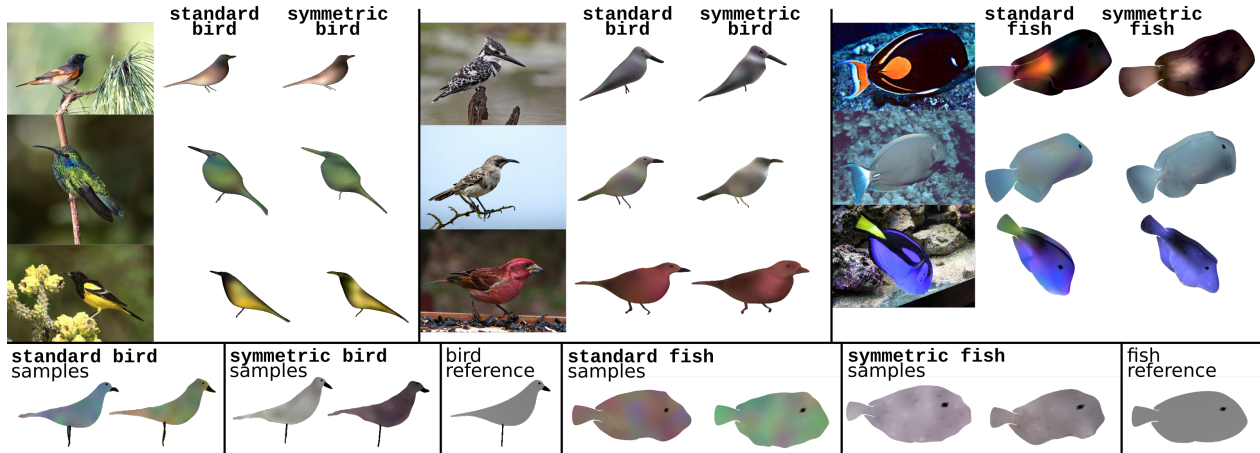 standard
bird
symmetric
bird
standard
bird
symmetric
bird
standard
fish
symmetric
fish
standard bird
samples
symmetric bird
samples
bird
reference
standard fish
samples
symmetric fish
samples
fish
reference